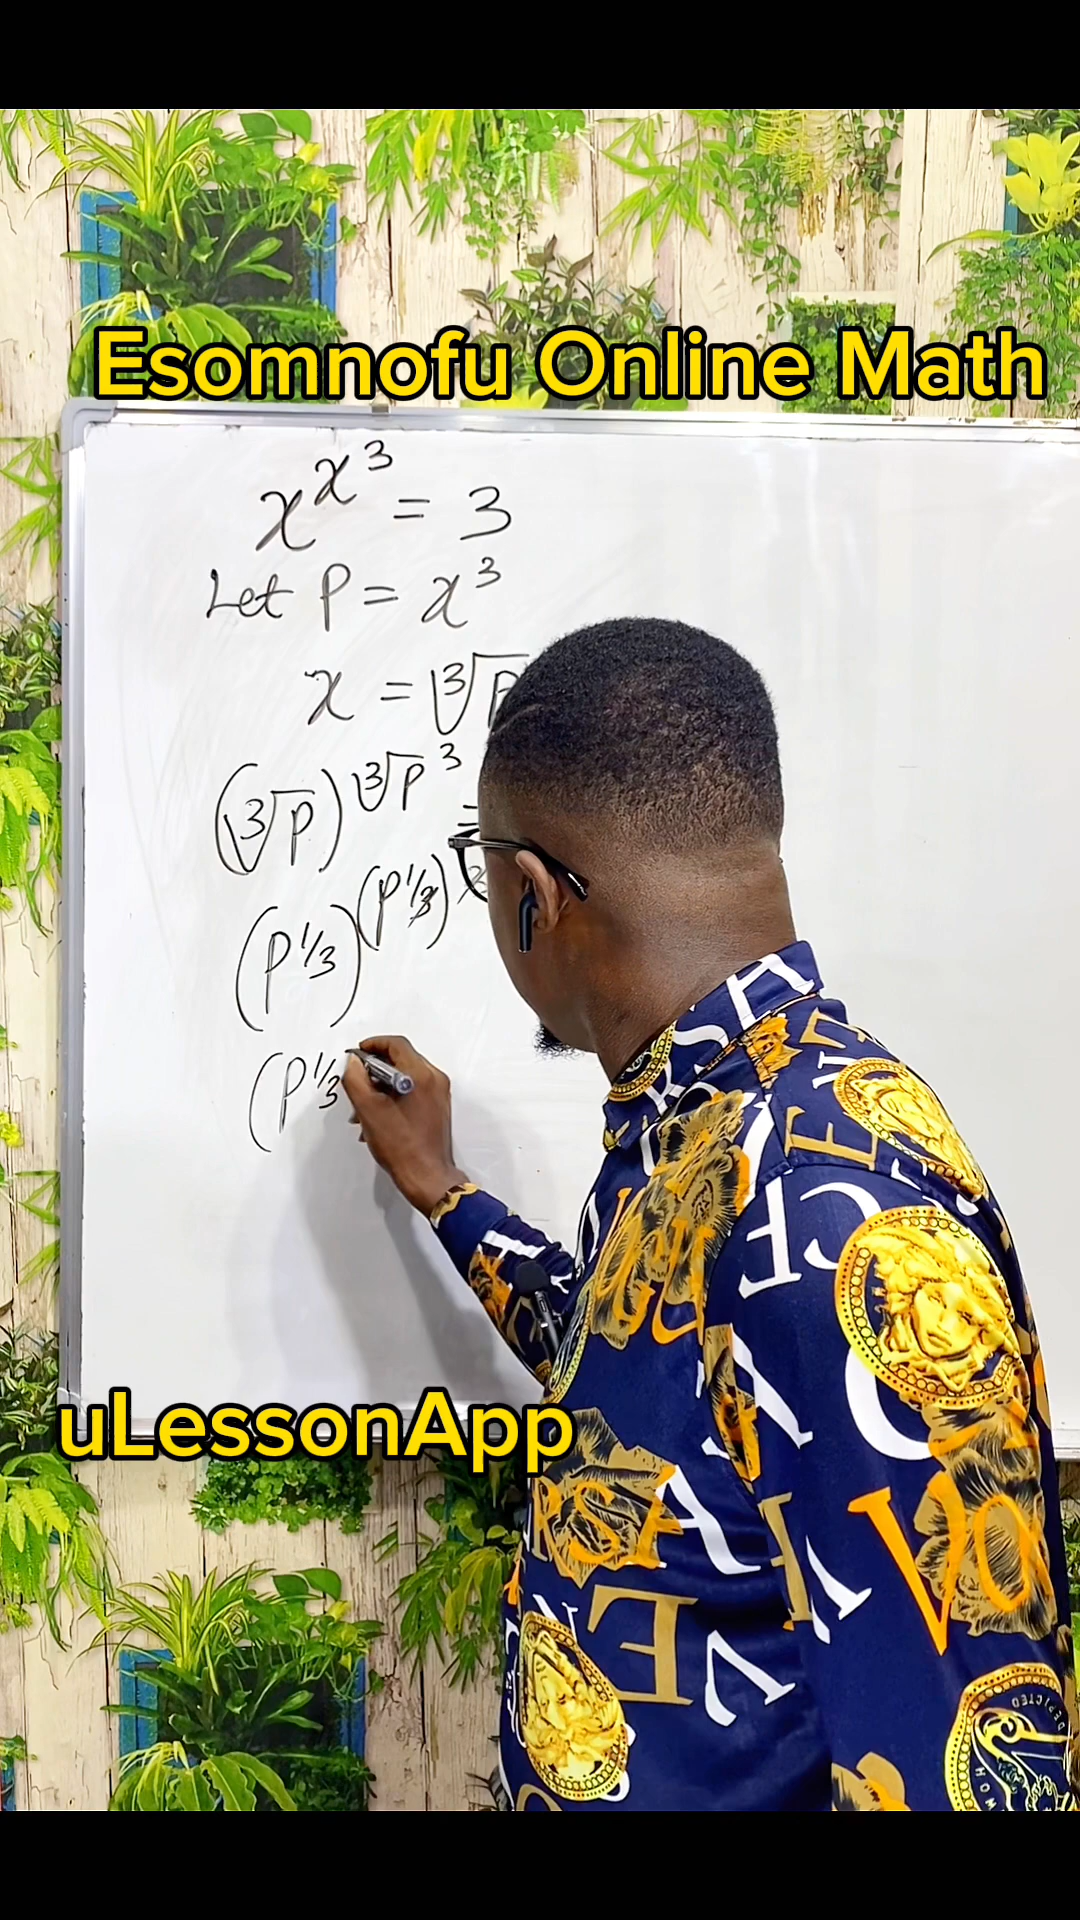 Esomnofu Online Math
x^x^3 = 3
Let P = x^3
x = ∛P
(∛P)^∛P^3 =
(P^1/3)^(P^1/3)
(P^1/3
uLessonApp